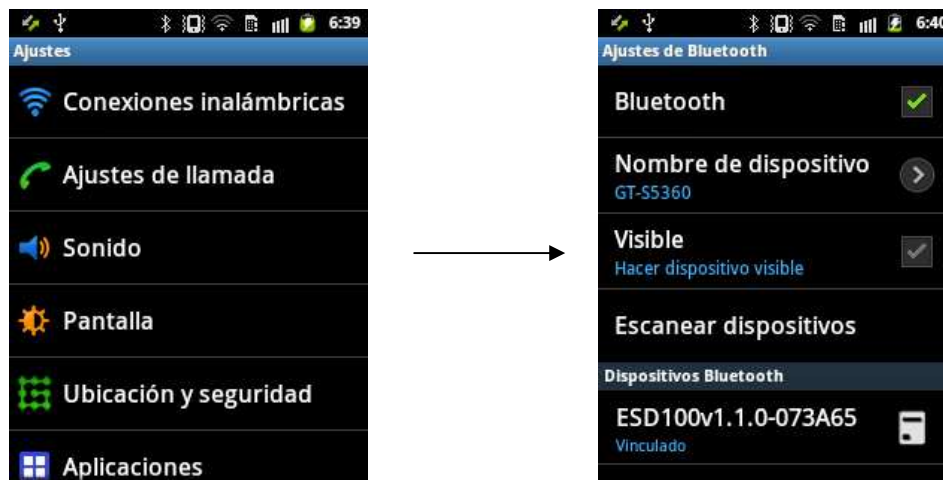 6:39
Ajustes
Conexiones inalámbricas
Ajustes de llamada
Sonido
Pantalla
Ubicación y seguridad
Aplicaciones
6:40
Ajustes de Bluetooth
Bluetooth
Nombre de dispositivo
GT-S5360
Visible
Hacer dispositivo visible
Escanear dispositivos
Dispositivos Bluetooth
ESD100v1.1.0-073A65
Vinculado